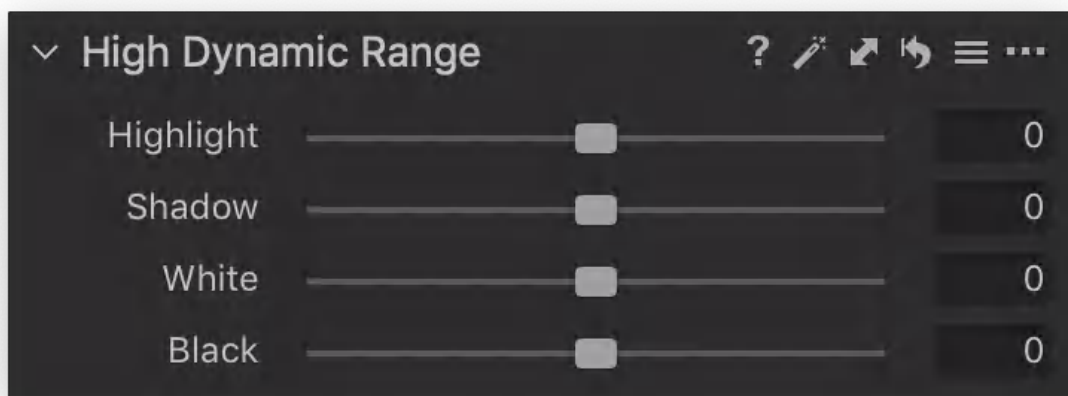 High Dynamic Range ?
Highlight 0
Shadow 0
White 0
Black 0